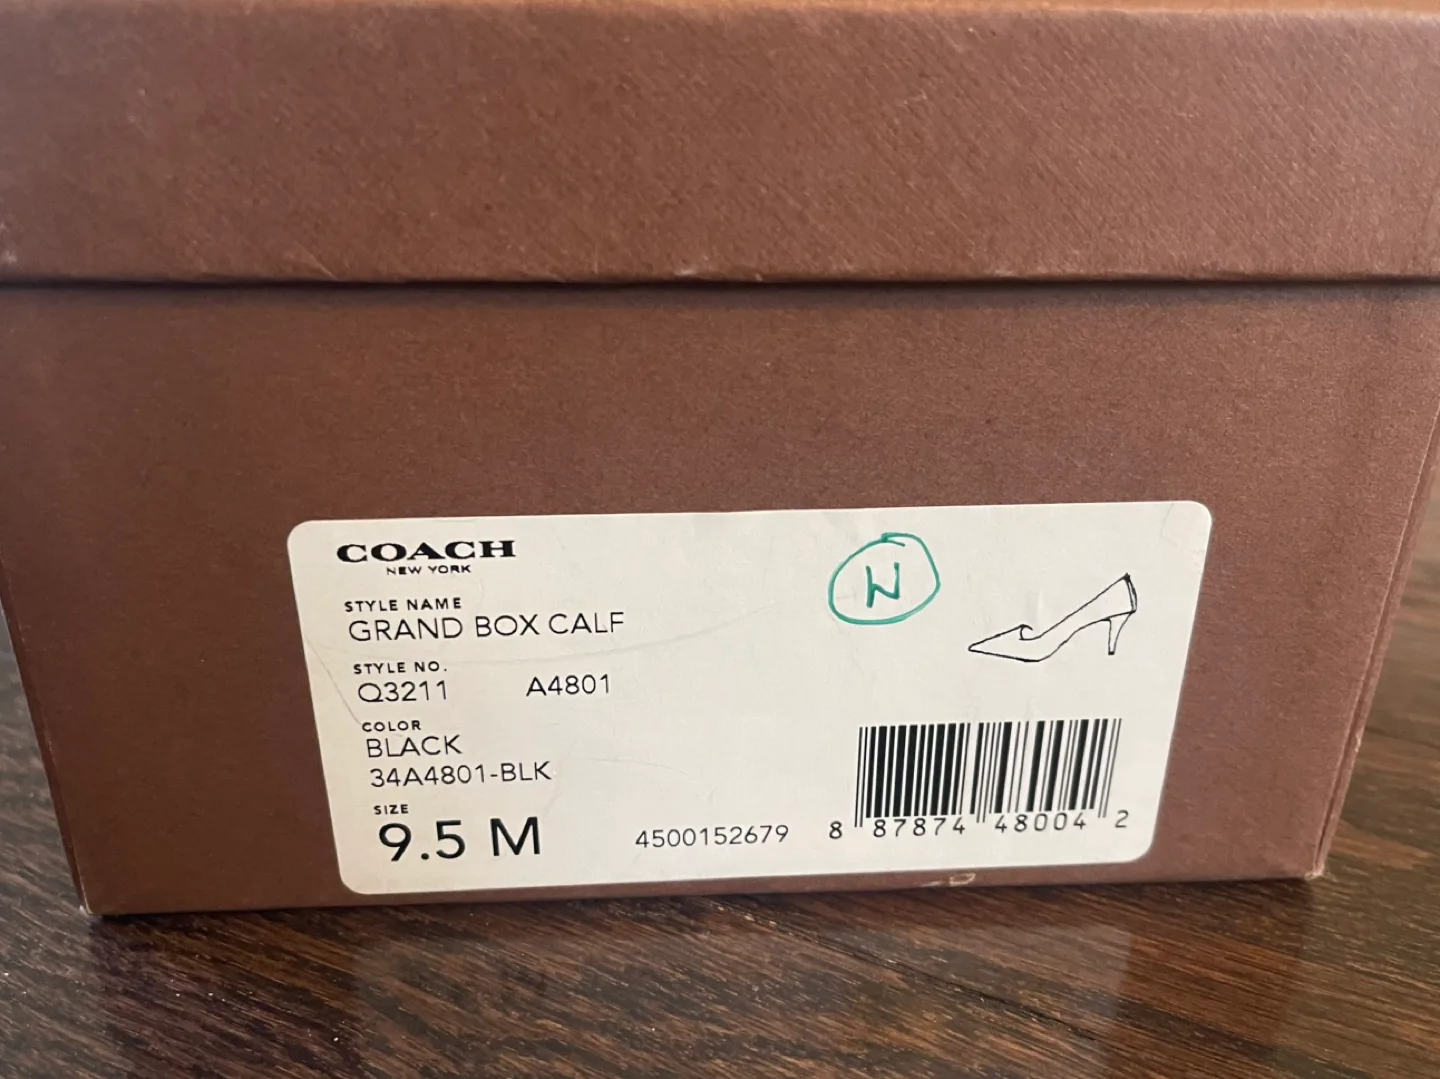 COACH
NEW YORK
N
STYLE NAME
GRAND BOX CALF
STYLE NO.
Q3211 A4801
COLOR
BLACK
34A4801-BLK
SIZE
9.5 M
4500152679
8 87874 48004 2